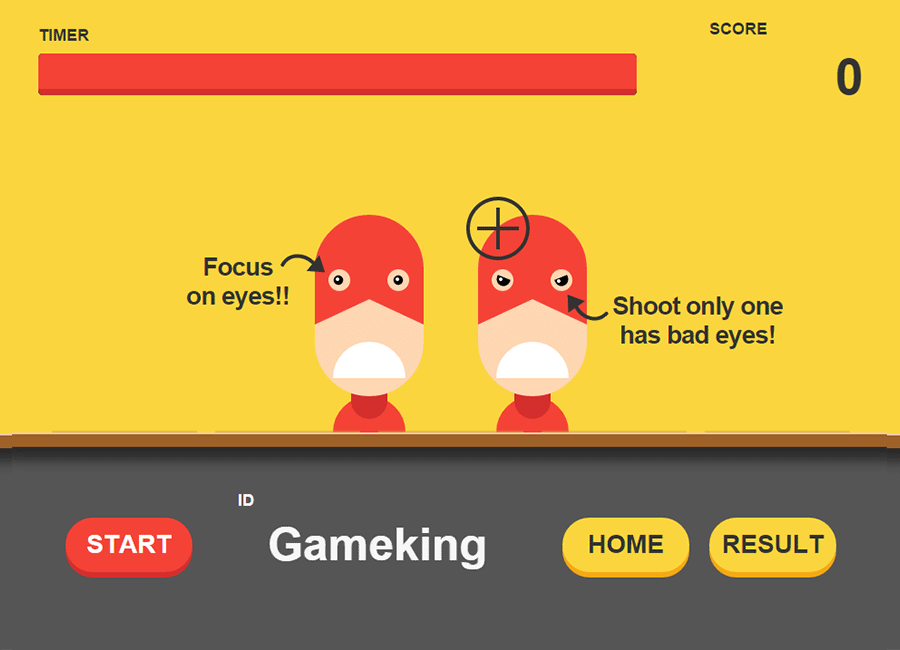 TIMER
SCORE
0
Focus
on eyes!!
Shoot only one
has bad eyes!
ID
START
Gameking
HOME
RESULT